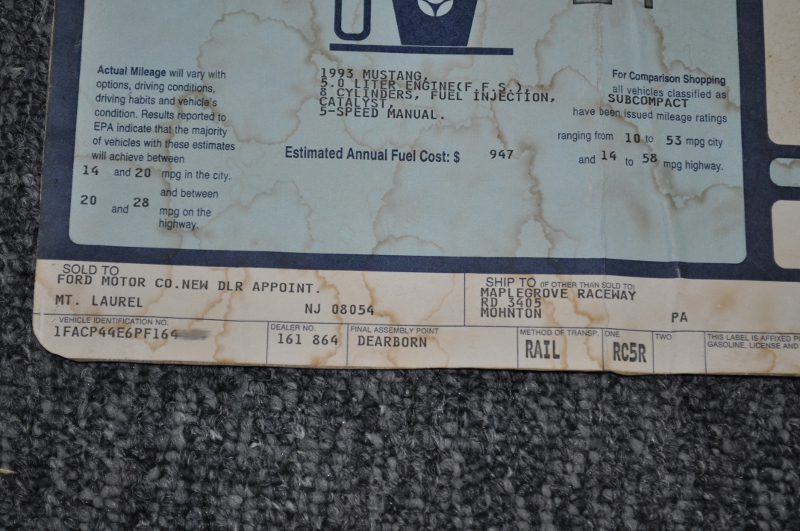 Actual Mileage will vary with
options, driving conditions,
driving habits and vehicle's
condition. Results reported to
EPA indicate that the majority
of vehicles with these estimates
will achieve between
14 and 20 mpg in the city.
and between
20 and 28 mpg on the
highway.
1993 MUSTANG,
5.0 LITER ENGINE(F.F.S.),
8 CYLINDERS, FUEL INJECTION,
CATALYST,
5-SPEED MANUAL.
Estimated Annual Fuel Cost: $ 947
For Comparison Shopping
all vehicles classified as
SUBCOMPACT
have been issued mileage ratings
ranging from 10 to 53 mpg city
and 14 to 58 mpg highway.
SOLD TO
FORD MOTOR CO.NEW DLR APPOINT.
MT. LAUREL
NJ 08054
SHIP TO (IF OTHER THAN SOLD TO)
MAPLEGROVE RACEWAY
RD 3405
MOHNTON PA
VEHICLE IDENTIFICATION NO.
1FACP44E6PF164
DEALER NO.
161 864
FINAL ASSEMBLY POINT
DEARBORN
METHOD OF TRANSP.
RAIL
ONE
RC5R
TWO
THIS LABEL IS AFFIXED
GASOLINE, LICENSE AND